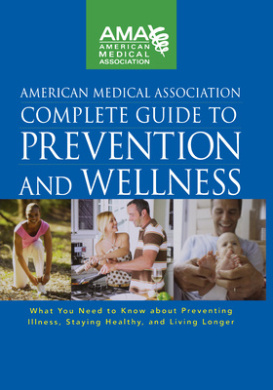 AMA
AMERICAN
MEDICAL
ASSOCIATION
AMERICAN MEDICAL ASSOCIATION
COMPLETE GUIDE TO
PREVENTION
AND WELLNESS
What You Need to Know about Preventing
Illness, Staying Healthy, and Living Longer